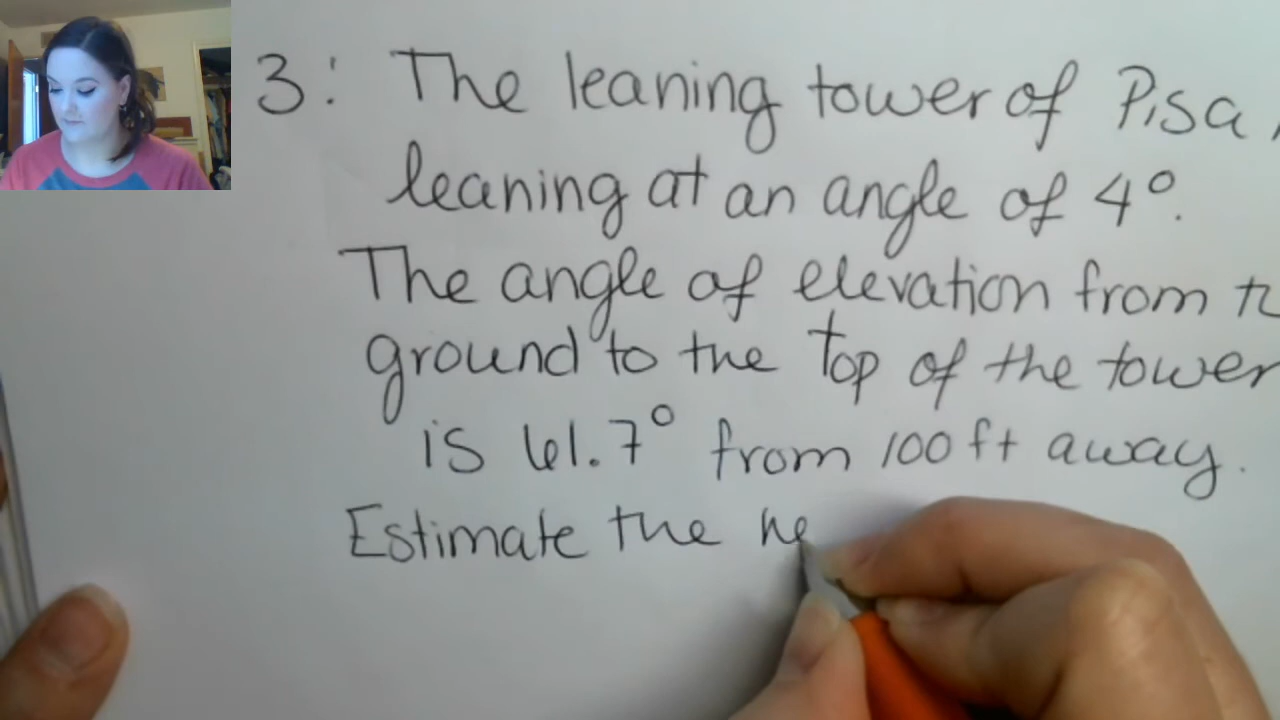 3: The leaning tower of Pisa
leaning at an angle of 4°.
The angle of elevation from
ground to the top of the tower
is 61.7° from 100 ft away.
Estimate the he